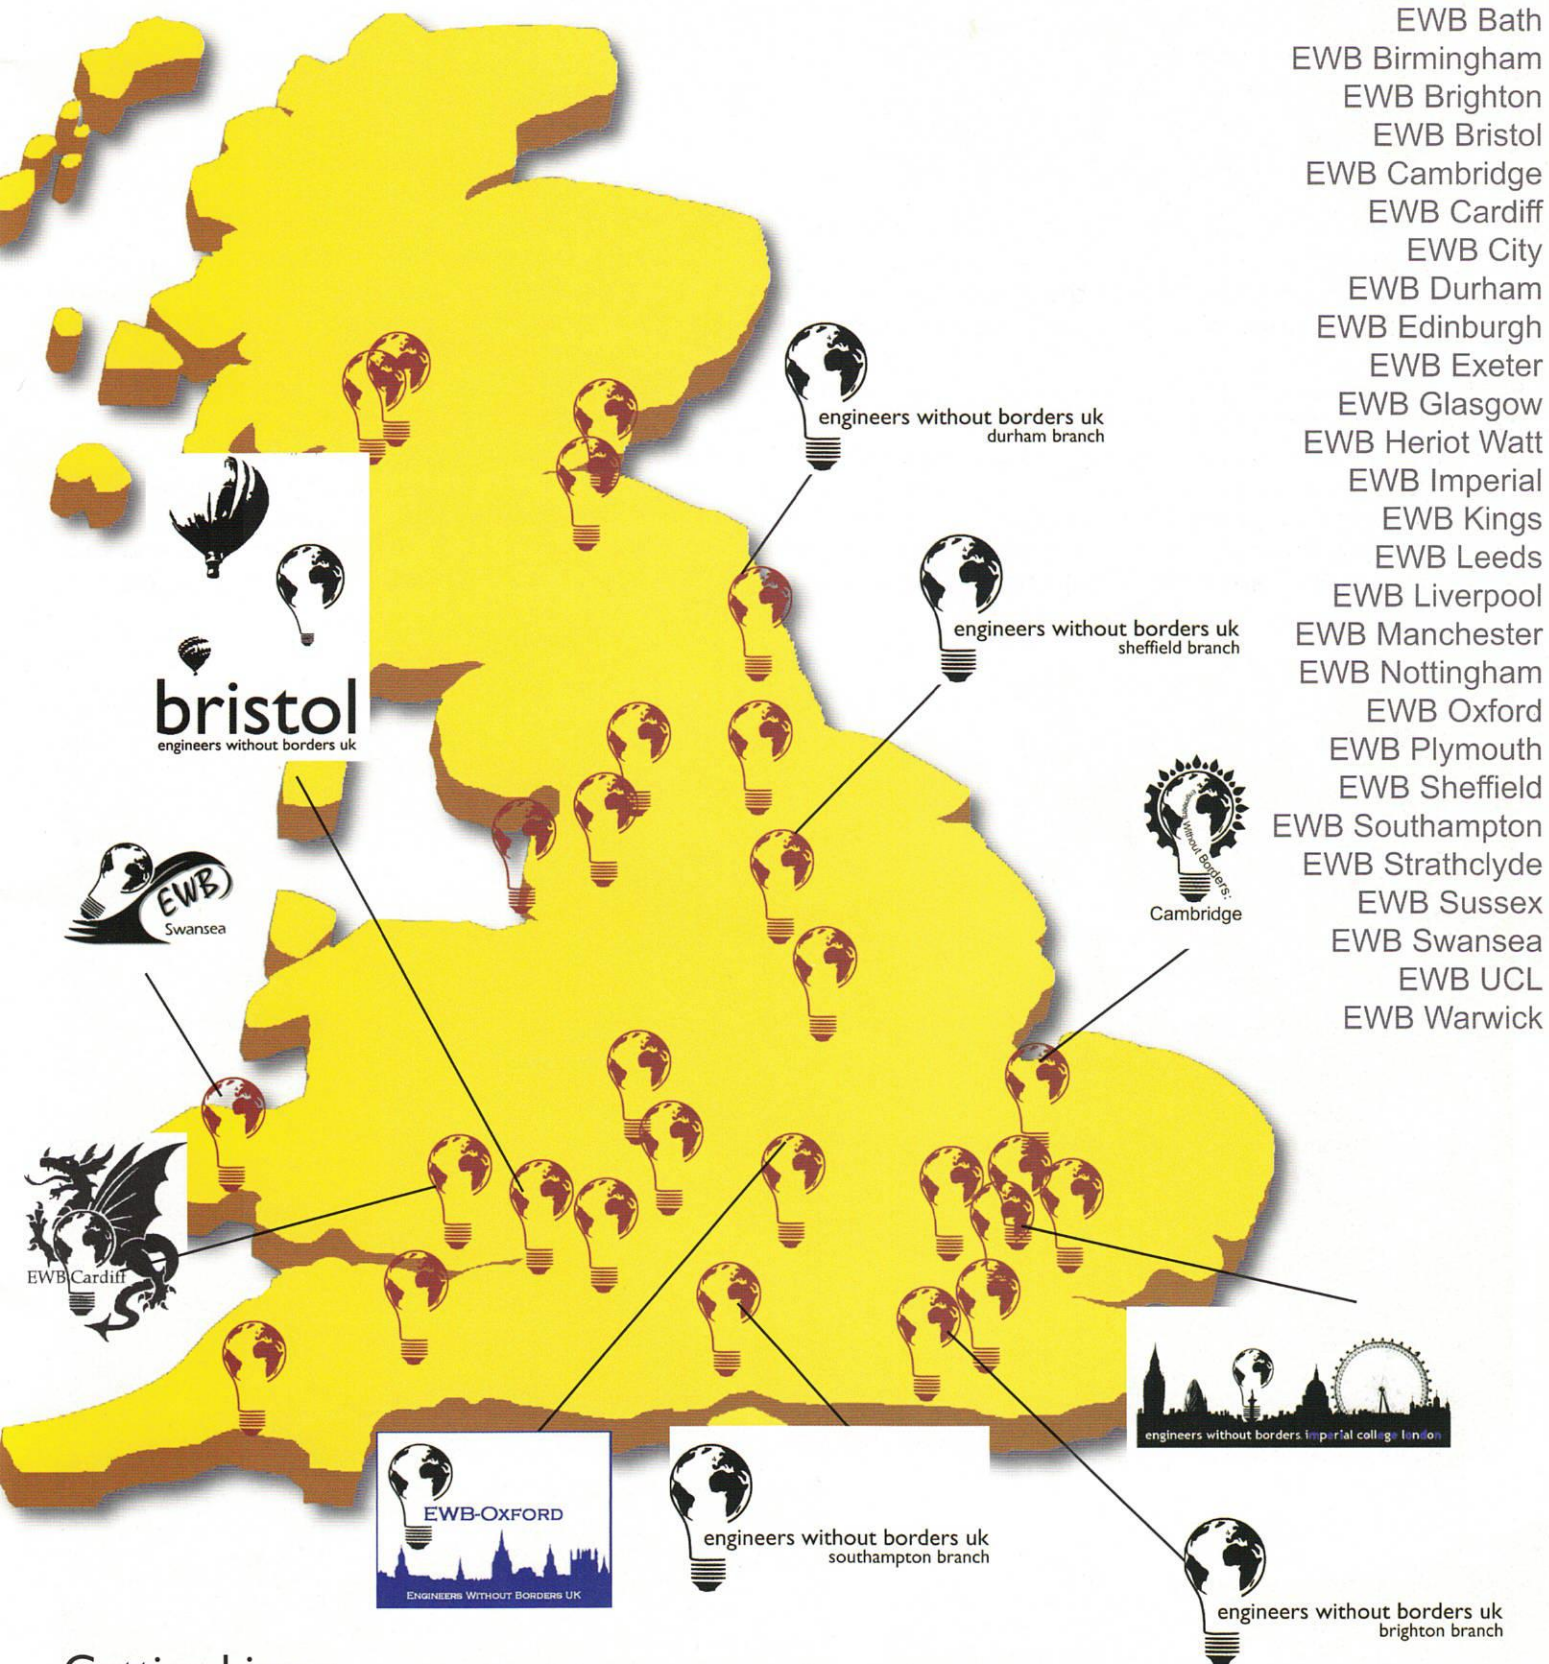 EWB Bath
EWB Birmingham
EWB Brighton
EWB Bristol
EWB Cambridge
EWB Cardiff
EWB City
EWB Durham
EWB Edinburgh
EWB Exeter
EWB Glasgow
EWB Heriot Watt
EWB Imperial
EWB Kings
EWB Leeds
EWB Liverpool
EWB Manchester
EWB Nottingham
EWB Oxford
EWB Plymouth
EWB Sheffield
EWB Southampton
EWB Strathclyde
EWB Sussex
EWB Swansea
EWB UCL
EWB Warwick
engineers without borders uk
durham branch
engineers without borders uk
sheffield branch
bristol
engineers without borders uk
Engineers Without Borders:
Cambridge
EWB
Swansea
EWB Cardiff
engineers without borders imperial college london
EWB-OXFORD
ENGINEERS WITHOUT BORDERS UK
engineers without borders uk
southampton branch
engineers without borders uk
brighton branch